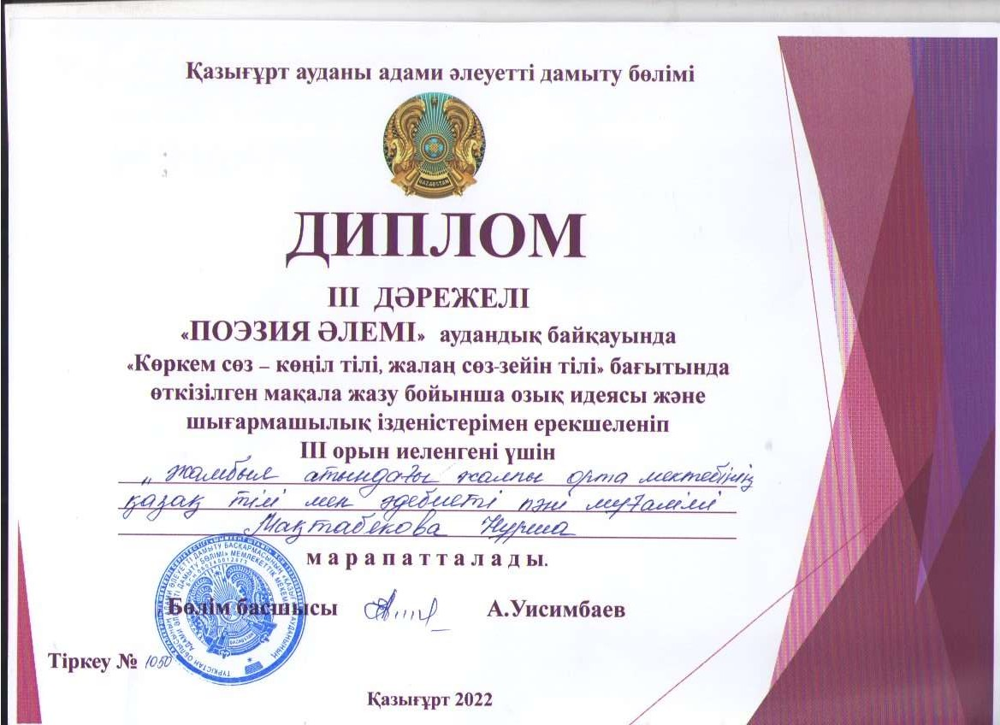 Қазығұрт ауданы адами әлеуетті дамыту бөлімі
QAZAQSTAN
ДИПЛОМ
III ДӘРЕЖЕЛІ
«ПОЭЗИЯ ӘЛЕМІ» аудандық байқауында
«Көркем сөз – көңіл тілі, жалаң сөз-зейін тілі» бағытында
өткізілген мақала жазу бойынша озық идеясы және
шығармашылық ізденістерімен ерекшеленіп
III орын иеленгені үшін
„ Жамбыл атындағы жалпы орта мектебінің
қазақ тілі мен әдебиеті пәні мұғалімі
Мақтабекова Нұрша
марапатталады.
Бөлім басшысы А.Уисимбаев
Тіркеу № 1050
Қазығұрт 2022